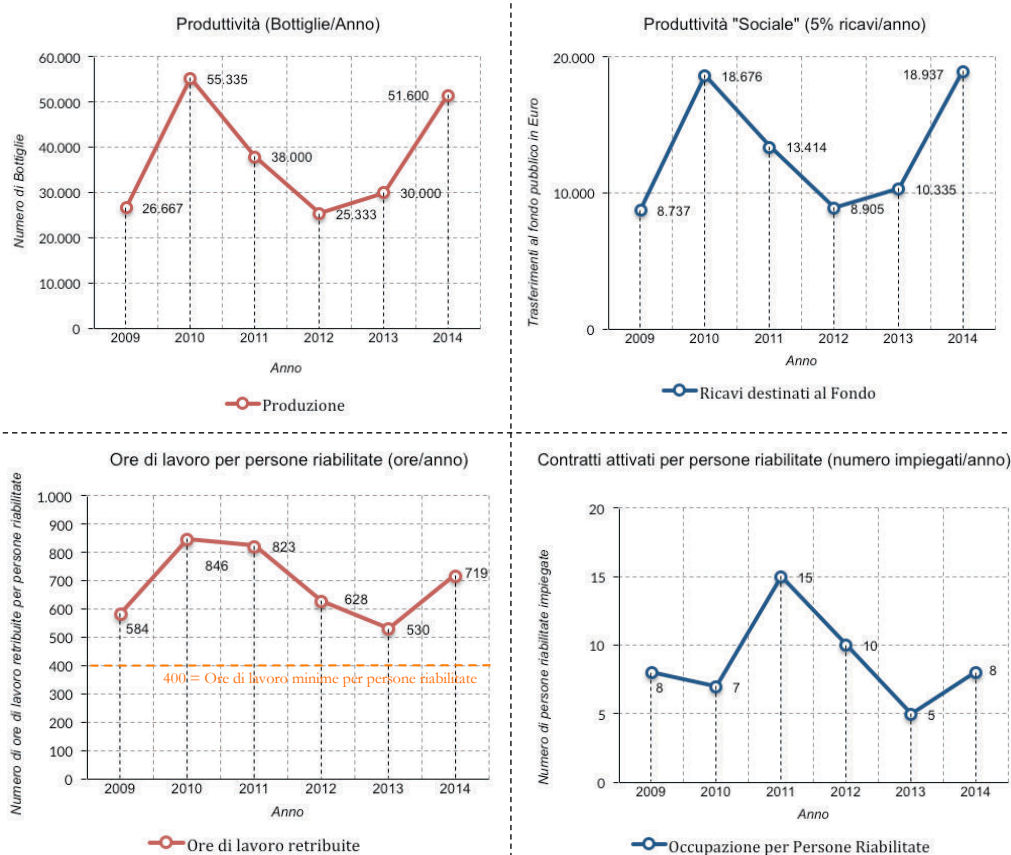 Produttività (Bottiglie/Anno)
Numero di Bottiglie
60.000
50.000
40.000
30.000
20.000
10.000
0
26.667
55.335
38.000
25.333
30.000
51.600
2009 2010 2011 2012 2013 2014
Anno
Produzione
Produttività "Sociale" (5% ricavi/anno)
Trasferimenti al fondo pubblico in Euro
20.000
10.000
0
8.737
18.676
13.414
8.905
10.335
18.937
2009 2010 2011 2012 2013 2014
Anno
Ricavi destinati al Fondo
Ore di lavoro per persone riabilitate (ore/anno)
Numero di ore di lavoro retribuite per persone riabilitate
1.000
900
800
700
600
500
400
300
200
100
0
584
846
823
628
530
719
400 = Ore di lavoro minime per persone riabilitate
2009 2010 2011 2012 2013 2014
Anno
Ore di lavoro retribuite
Contratti attivati per persone riabilitate (numero impiegati/anno)
Numero di persone riabilitate impiegate
20
15
10
5
0
8
7
15
10
5
8
2009 2010 2011 2012 2013 2014
Anno
Occupazione per Persone Riabilitate